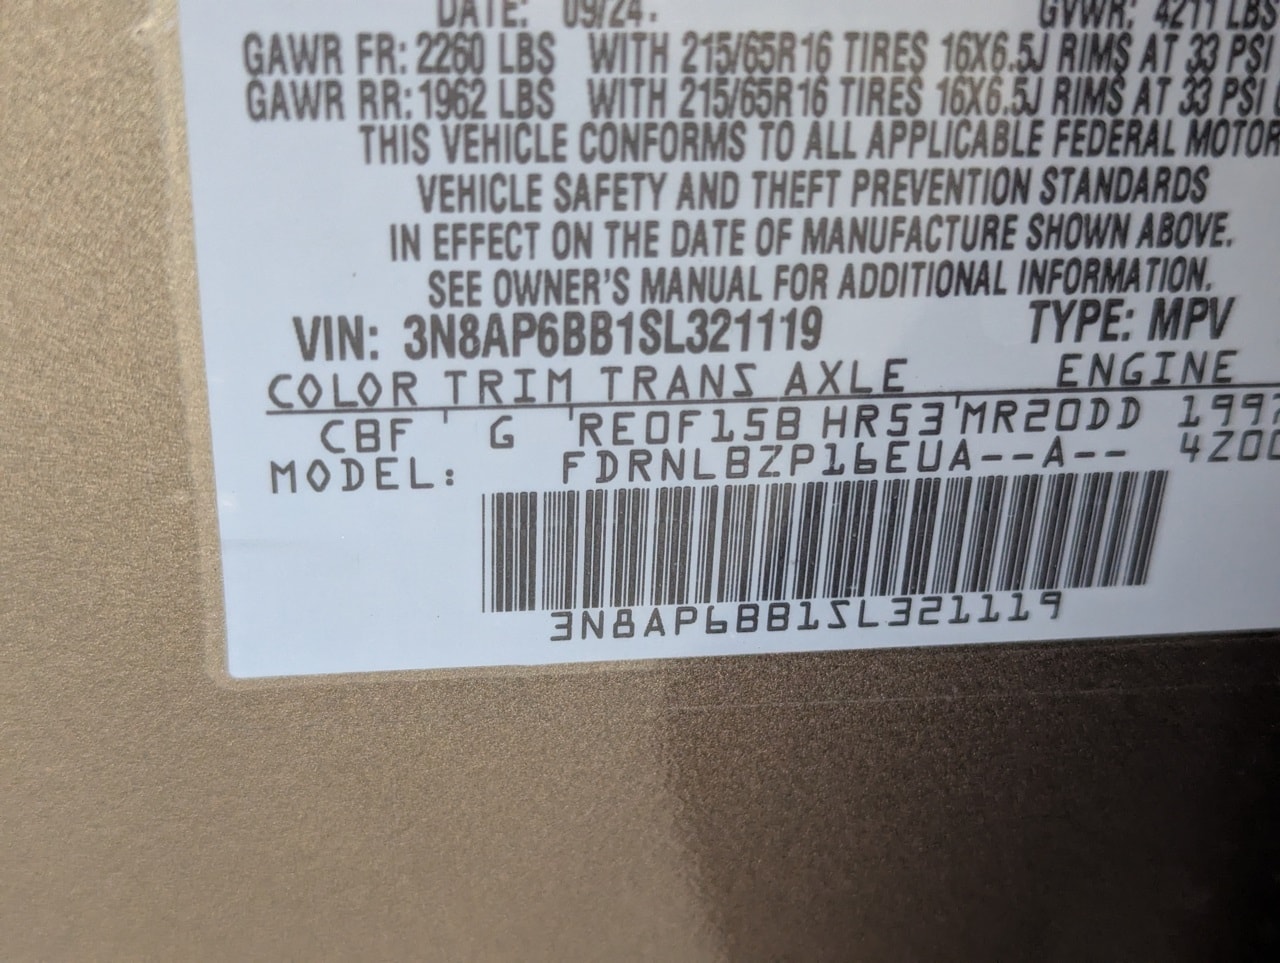 DATE: 09/24. GVWR: 4211 LBS
GAWR FR: 2260 LBS WITH 215/65R16 TIRES 16X6.5J RIMS AT 33 PSI
GAWR RR: 1962 LBS WITH 215/65R16 TIRES 16X6.5J RIMS AT 33 PSI
THIS VEHICLE CONFORMS TO ALL APPLICABLE FEDERAL MOTOR
VEHICLE SAFETY AND THEFT PREVENTION STANDARDS
IN EFFECT ON THE DATE OF MANUFACTURE SHOWN ABOVE.
SEE OWNER'S MANUAL FOR ADDITIONAL INFORMATION.
VIN: 3N8AP6BB1SL321119 TYPE: MPV
COLOR TRIM TRANS AXLE ENGINE
CBF G RE0F15B HR53 MR20DD 199
MODEL: FDRNLBZP16EUA--A-- 4Z00
3N8AP6BB1SL321119